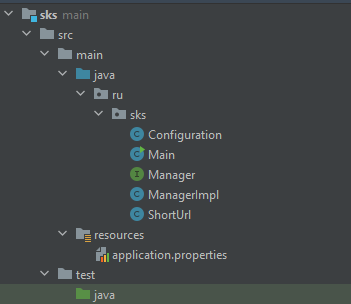 sks main
src
main
java
ru
sks
Configuration
Main
Manager
ManagerImpl
ShortUrl
resources
application.properties
test
java